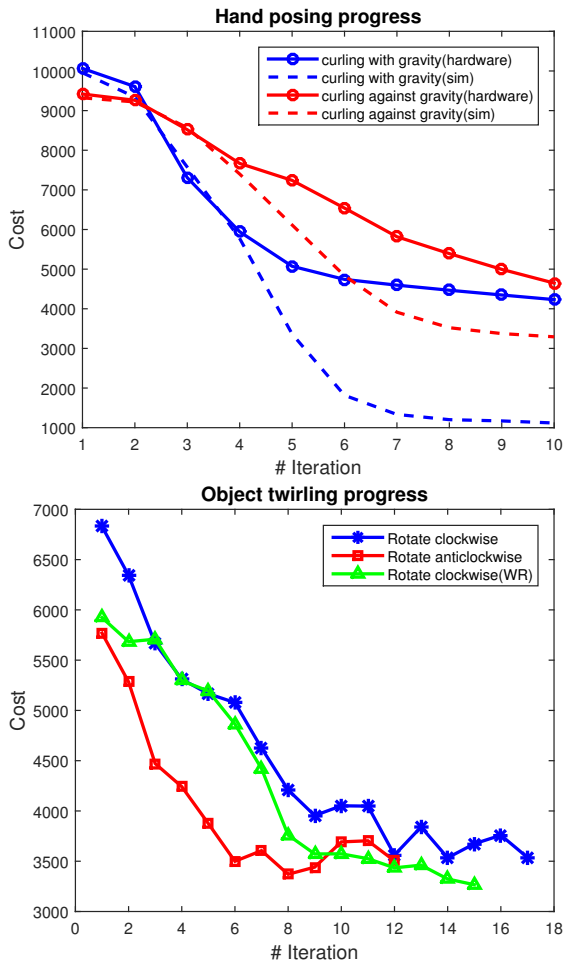 Hand posing progress
11000
10000
9000
8000
7000
6000
5000
4000
3000
2000
1000
Cost
curling with gravity(hardware)
curling with gravity(sim)
curling against gravity(hardware)
curling against gravity(sim)
1 2 3 4 5 6 7 8 9 10
# Iteration
Object twirling progress
7000
6500
6000
5500
5000
4500
4000
3500
3000
Cost
Rotate clockwise
Rotate anticlockwise
Rotate clockwise(WR)
0 2 4 6 8 10 12 14 16 18
# Iteration